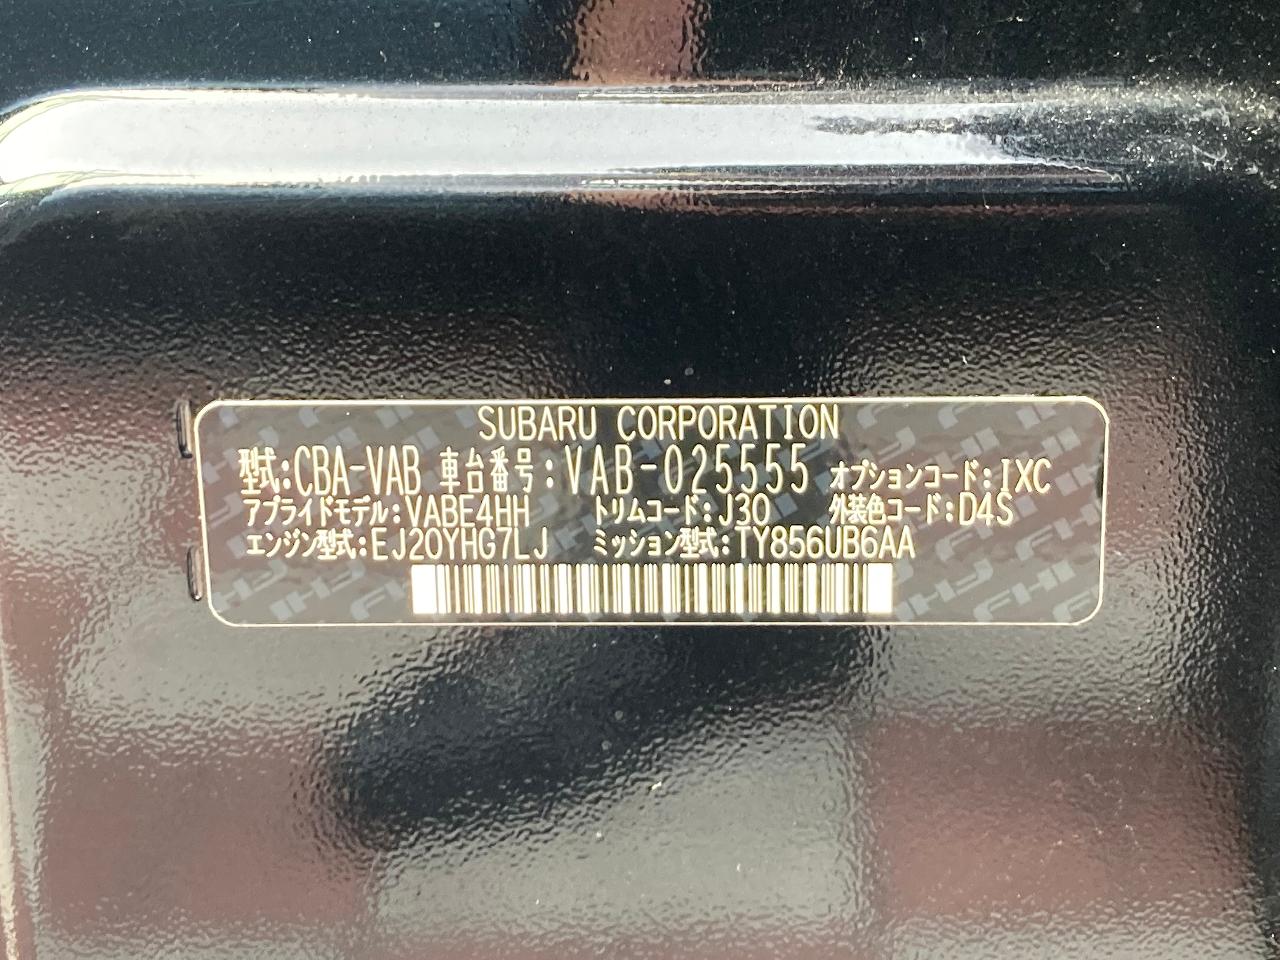 SUBARU CORPORATION
型式:CBA-VAB 車台番号:VAB-025555 オプションコード:IXC
アプライドモデル:VABE4HH トリムコード:J30 外装色コード:D4S
エンジン型式:EJ20YHG7LJ ミッション型式:TY856UB6AA